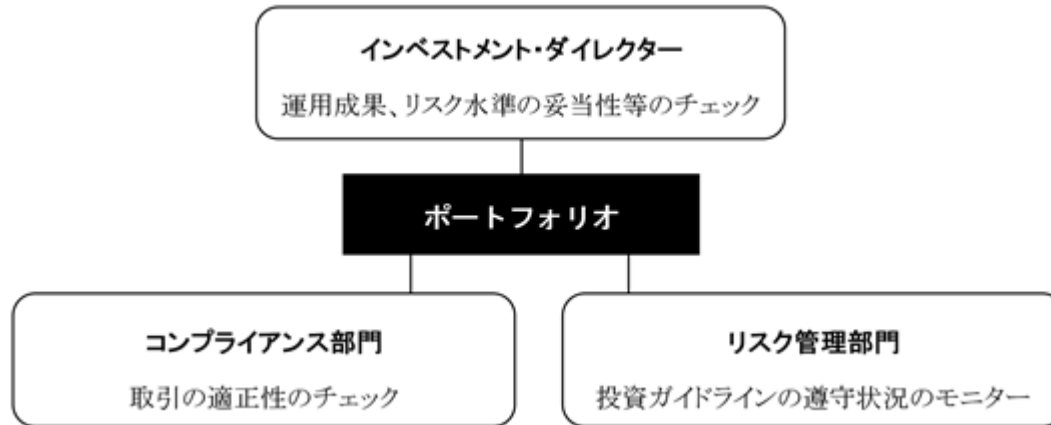 インベストメント・ダイレクター
運用成果、リスク水準の妥当性等のチェック
ポートフォリオ
コンプライアンス部門
取引の適正性のチェック
リスク管理部門
投資ガイドラインの遵守状況のモニター